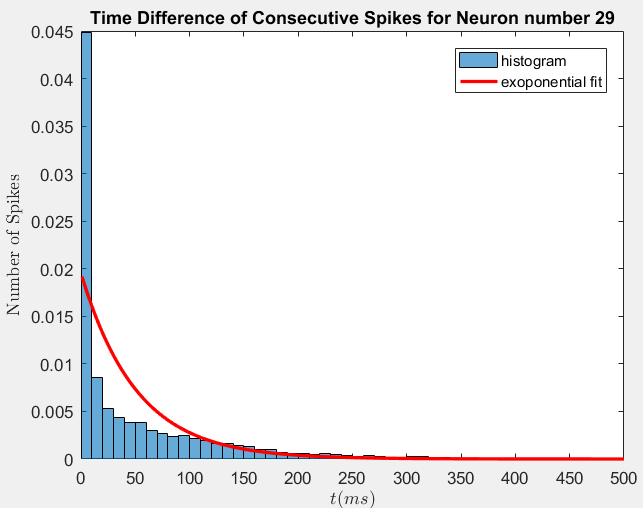 Time Difference of Consecutive Spikes for Neuron number 29
histogram
exoponential fit
Number of Spikes
0.045
0.04
0.035
0.03
0.025
0.02
0.015
0.01
0.005
0
0 50 100 150 200 250 300 350 400 450 500
t(ms)